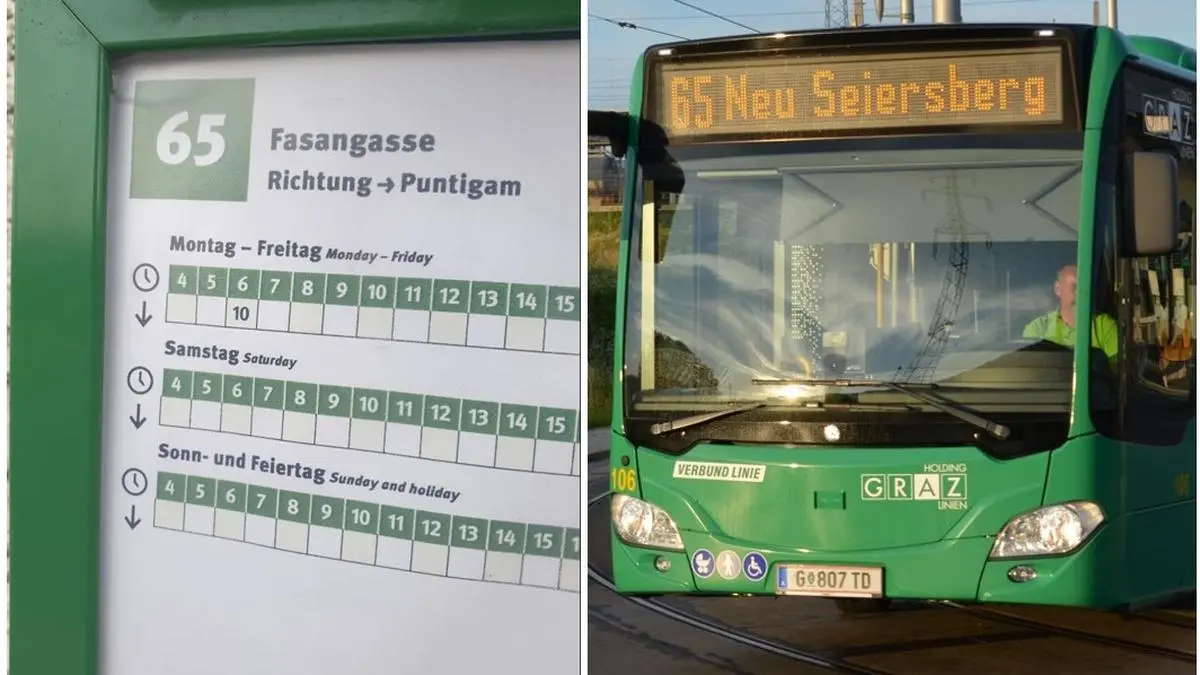 65
Fasangasse
Richtung → Puntigam
Montag – Freitag Monday – Friday
4 5 6 7 8 9 10 11 12 13 14 15
10
Samstag Saturday
4 5 6 7 8 9 10 11 12 13 14 15
Sonn- und Feiertag Sunday and holiday
4 5 6 7 8 9 10 11 12 13 14 15
65 Neu Seiersberg
HOLDING
GRAZ
106
VERBUND LINIE
HOLDING
GRAZ
LINIEN
G 807 TD